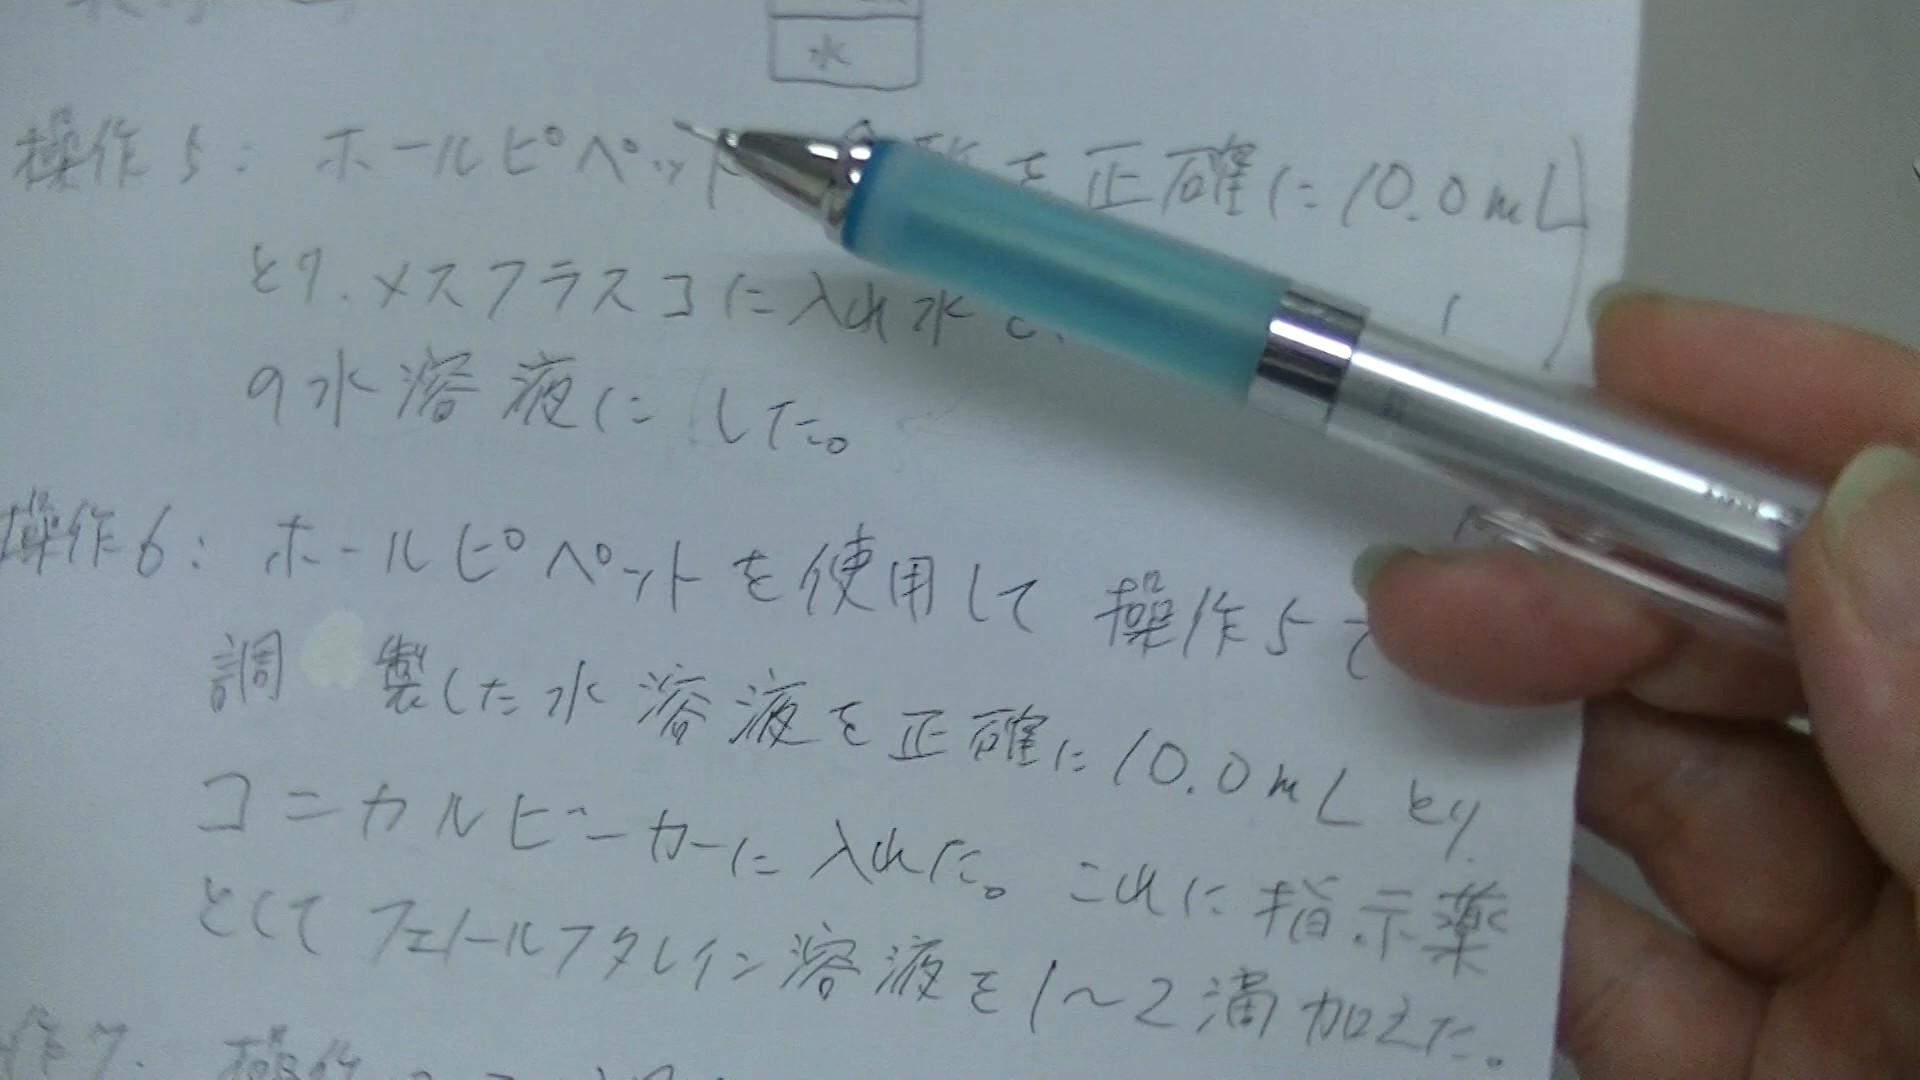 水
操作5: ホールピペット を正確に10.0mL
とり、メスフラスコに入れ水
の水溶液にした。
操作6: ホールピペットを使用して 操作5で
調 製した水溶液を正確に10.0mLとり、
コニカルビーカーに入れた。これに指示薬
としてフェノールフタレイン溶液を1～2滴加えた。
作7. 操作